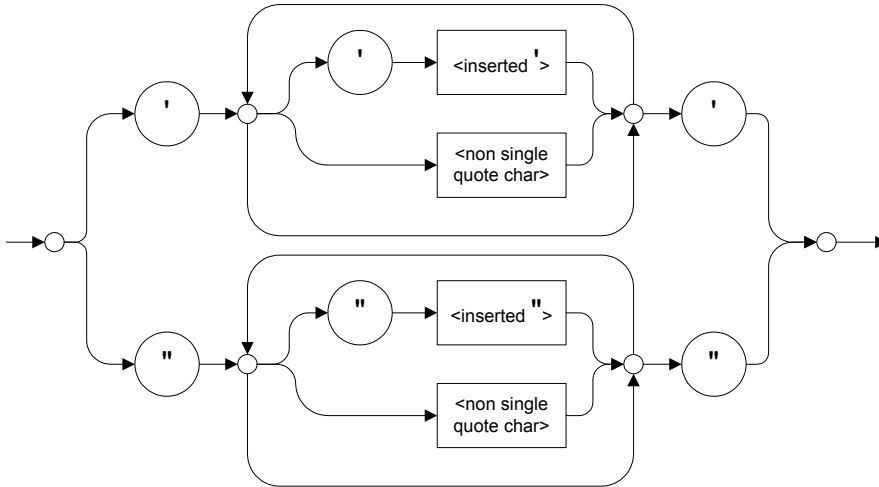 '
<inserted '>
'
'
<non single
quote char>
"
<inserted ">
"
"
<non single
quote char>